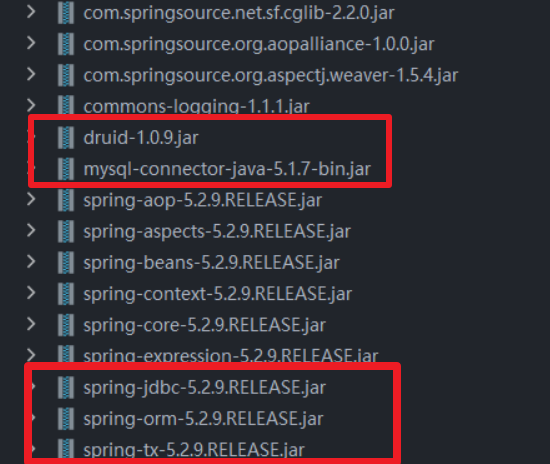 com.springsource.net.sf.cglib-2.2.0.jar
com.springsource.org.aopalliance-1.0.0.jar
com.springsource.org.aspectj.weaver-1.5.4.jar
commons-logging-1.1.1.jar
druid-1.0.9.jar
mysql-connector-java-5.1.7-bin.jar
spring-aop-5.2.9.RELEASE.jar
spring-aspects-5.2.9.RELEASE.jar
spring-beans-5.2.9.RELEASE.jar
spring-context-5.2.9.RELEASE.jar
spring-core-5.2.9.RELEASE.jar
spring-expression-5.2.9.RELEASE.jar
spring-jdbc-5.2.9.RELEASE.jar
spring-orm-5.2.9.RELEASE.jar
spring-tx-5.2.9.RELEASE.jar